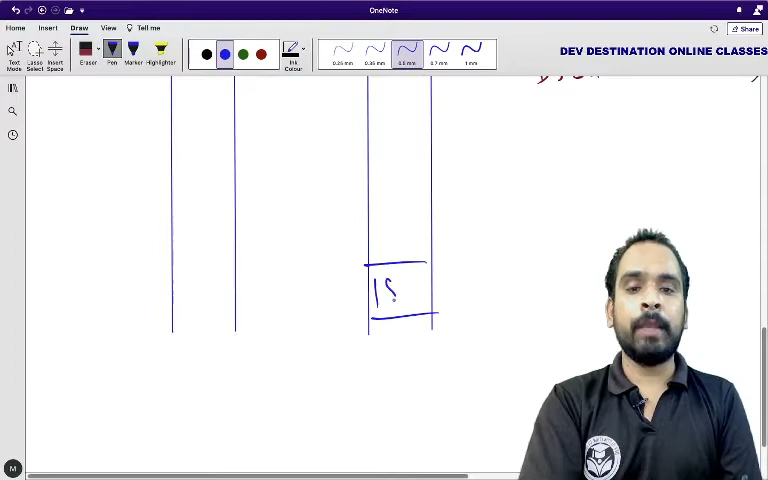 OneNote
Home Insert Draw View Tell me
Share
Text Mode
Lasso Select
Insert Space
Eraser
Pen
Marker
Highlighter
Ink Colour
0.25 mm
0.35 mm
0.5 mm
0.7 mm
1 mm
DEV DESTINATION ONLINE CLASSES
M